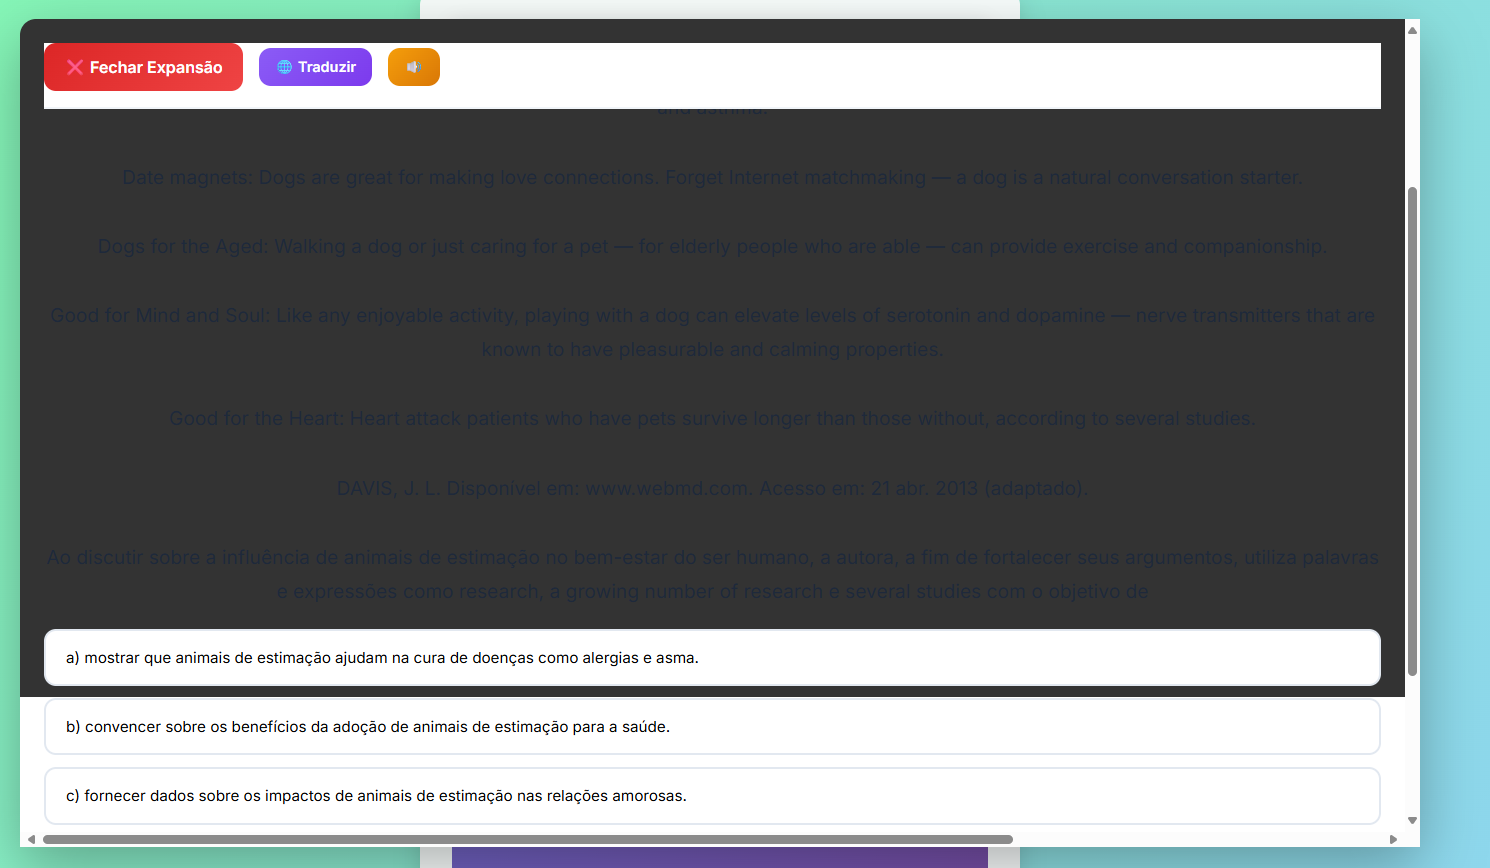 Fechar Expansão
Traduzir
and asthma.
Date magnets: Dogs are great for making love connections. Forget Internet matchmaking — a dog is a natural conversation starter.
Dogs for the Aged: Walking a dog or just caring for a pet — for elderly people who are able — can provide exercise and companionship.
Good for Mind and Soul: Like any enjoyable activity, playing with a dog can elevate levels of serotonin and dopamine — nerve transmitters that are
known to have pleasurable and calming properties.
Good for the Heart: Heart attack patients who have pets survive longer than those without, according to several studies.
DAVIS, J. L. Disponível em: www.webmd.com. Acesso em: 21 abr. 2013 (adaptado).
Ao discutir sobre a influência de animais de estimação no bem-estar do ser humano, a autora, a fim de fortalecer seus argumentos, utiliza palavras
e expressões como research, a growing number of research e several studies com o objetivo de
a) mostrar que animais de estimação ajudam na cura de doenças como alergias e asma.
b) convencer sobre os benefícios da adoção de animais de estimação para a saúde.
c) fornecer dados sobre os impactos de animais de estimação nas relações amorosas.